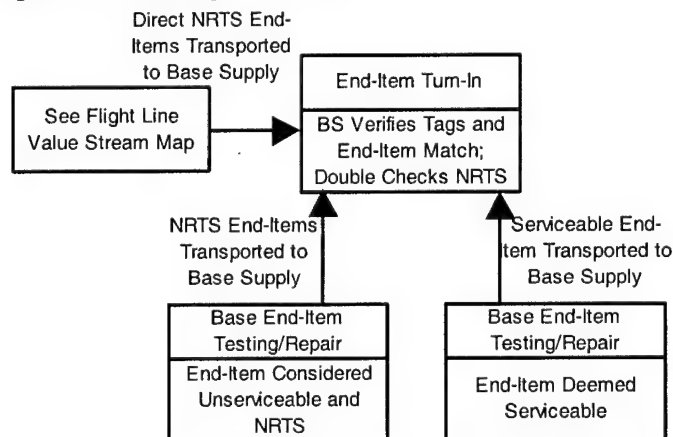 Direct NRTS End-
Items Transported
to Base Supply
End-Item Turn-In
See Flight Line
Value Stream Map
BS Verifies Tags and
End-Item Match;
Double Checks NRTS
NRTS End-Items
Transported to
Base Supply
Serviceable End-
Item Transported to
Base Supply
Base End-Item
Testing/Repair
End-Item Considered
Unserviceable and
NRTS
Base End-Item
Testing/Repair
End-Item Deemed
Serviceable